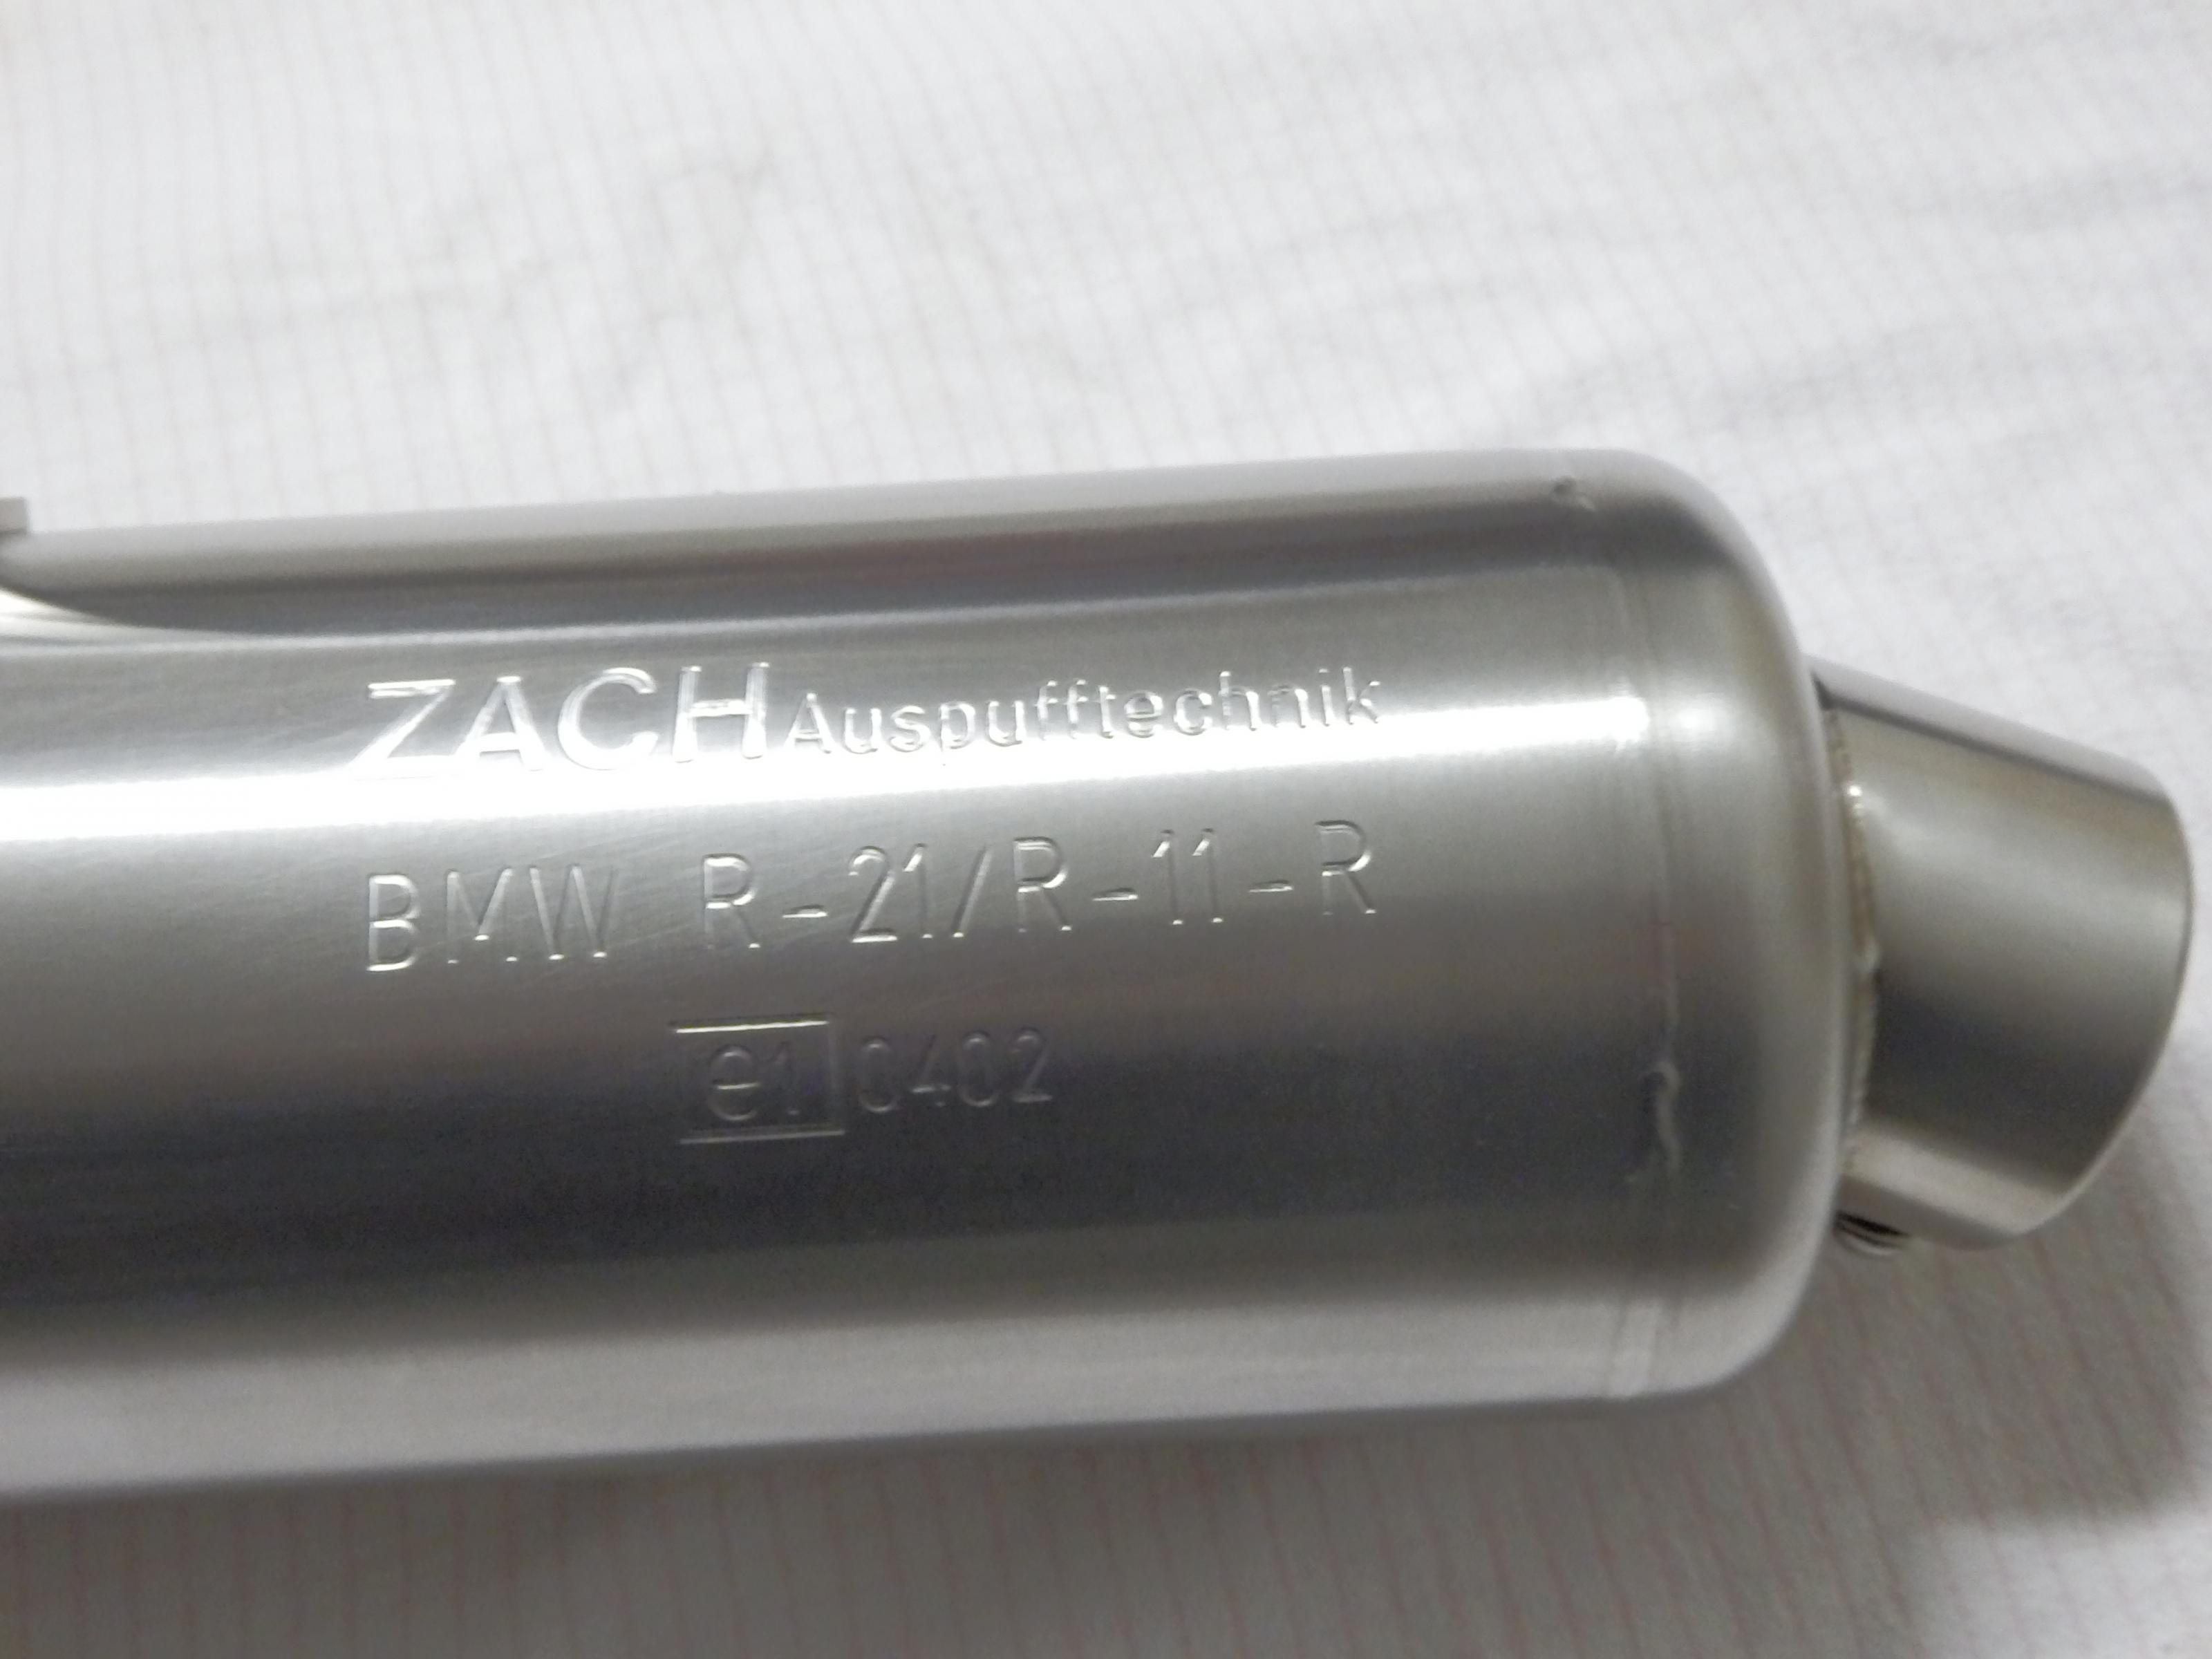 ZACH Auspufftechnik
BMW R-21/R-11-R
e1 0402